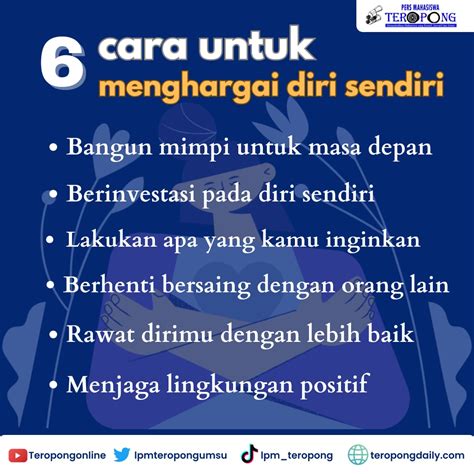 PERS MAHASISWA
TEROPONG
6 cara untuk
menghargai diri sendiri
• Bangun mimpi untuk masa depan
• Berinvestasi pada diri sendiri
• Lakukan apa yang kamu inginkan
• Berhenti bersaing dengan orang lain
• Rawat dirimu dengan lebih baik
• Menjaga lingkungan positif
Teropongonline lpmteropongumsu lpm_teropong teropongdaily.com